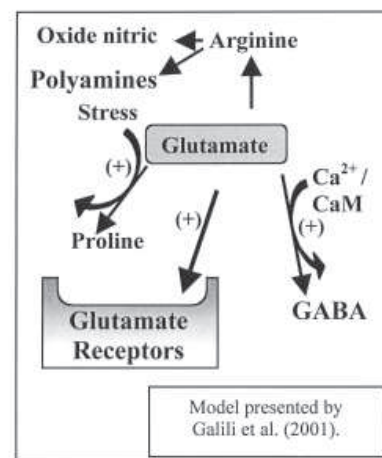 Oxide nitric
Arginine
Polyamines
Stress
Glutamate
(+)
Ca²⁺ /
CaM
(+)
(+)
Proline
GABA
Glutamate
Receptors
Model presented by
Galili et al. (2001).